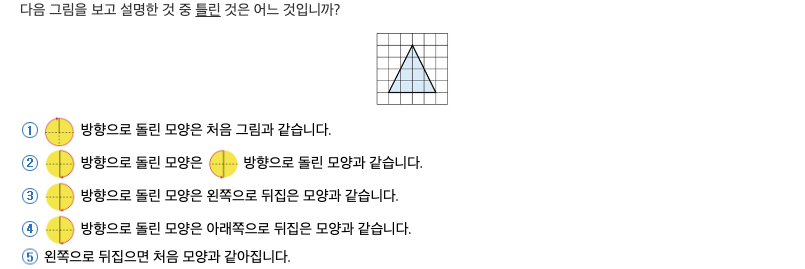 다음 그림을 보고 설명한 것 중 틀린 것은 어느 것입니까?
① 방향으로 돌린 모양은 처음 그림과 같습니다.
② 방향으로 돌린 모양은 방향으로 돌린 모양과 같습니다.
③ 방향으로 돌린 모양은 왼쪽으로 뒤집은 모양과 같습니다.
④ 방향으로 돌린 모양은 아래쪽으로 뒤집은 모양과 같습니다.
⑤ 왼쪽으로 뒤집으면 처음 모양과 같아집니다.